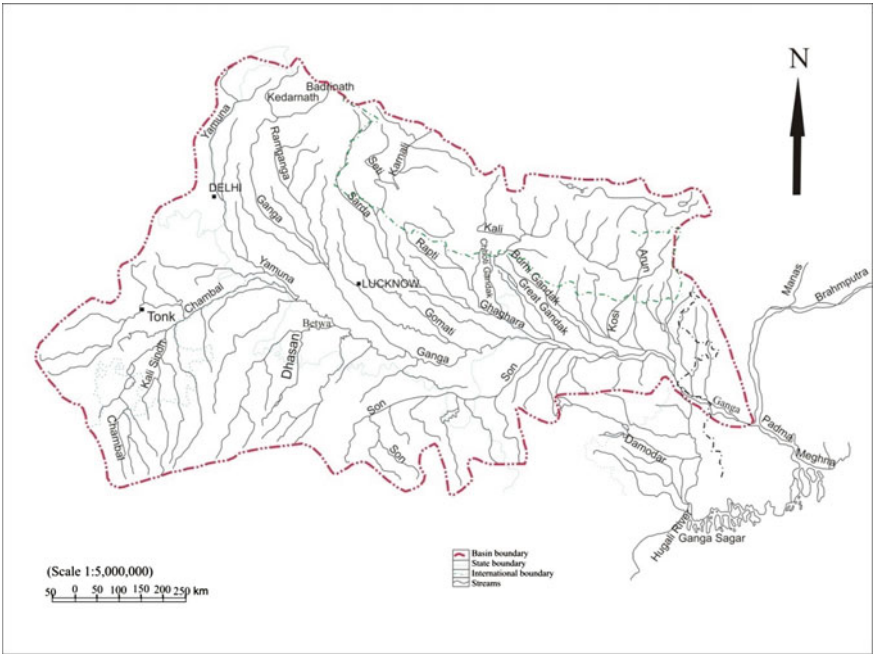 N
Badrinath
Kedarnath
Yamuna
Ramganga
Karnali
Seti
DELHI
Sarda
Ganga
Kali
Rapti
Chhoti Gandak
Bdrhi Gandak
Great Gandak
Arun
Kosi
Manas
Brahmputra
Yamuna
LUCKNOW
Chambal
Tonk
Ghaghara
Gomati
Betwa
Dhasan
Ganga
Kali Sindh
Son
Son
Son
Chambal
Ganga
Padma
Meghna
Damodar
Hugali River
Ganga Sagar
Basin boundary
State boundary
International boundary
Streams
(Scale 1:5,000,000)
50 0 50 100 150 200 250 km